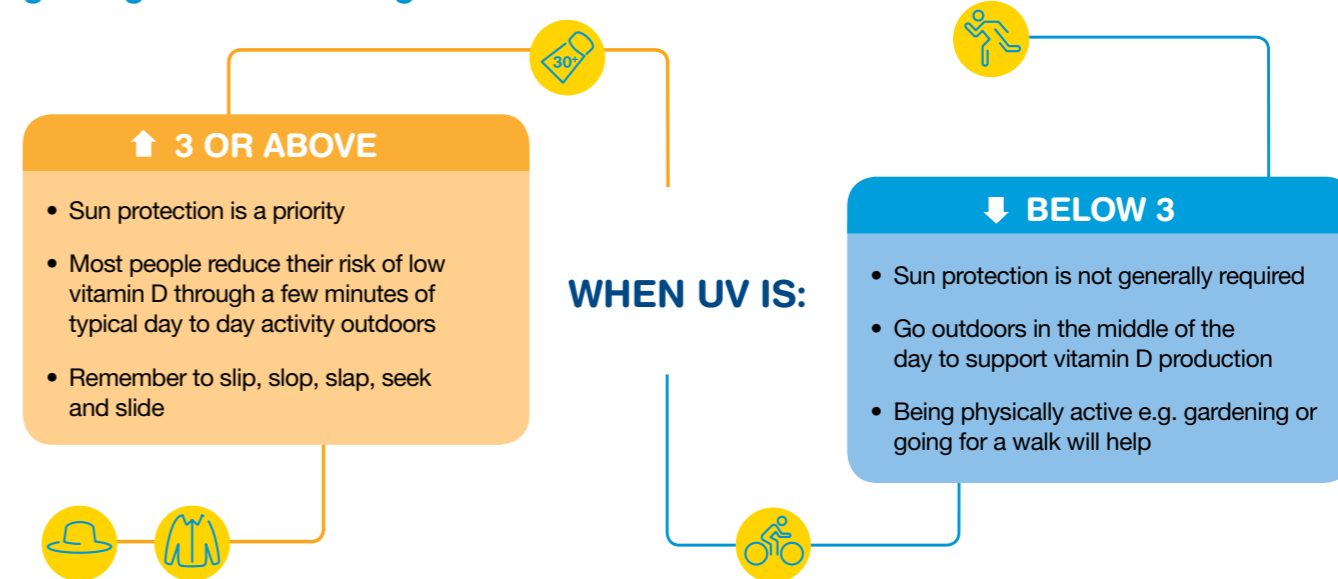 30+
3 OR ABOVE
• Sun protection is a priority
• Most people reduce their risk of low
vitamin D through a few minutes of
typical day to day activity outdoors
• Remember to slip, slop, slap, seek
and slide
WHEN UV IS:
BELOW 3
• Sun protection is not generally required
• Go outdoors in the middle of the
day to support vitamin D production
• Being physically active e.g. gardening or
going for a walk will help